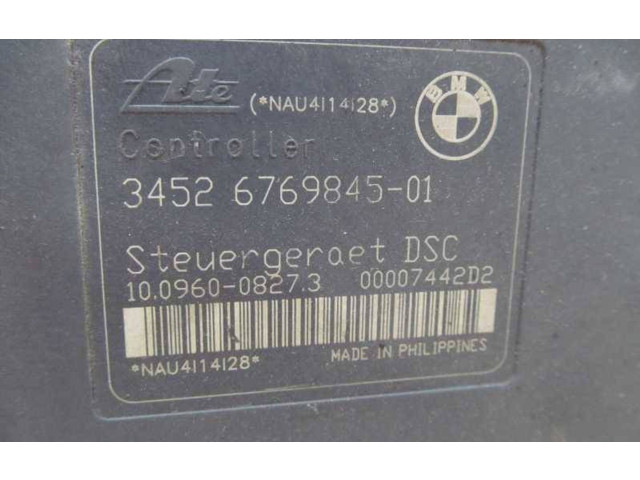 Ate (*NAU4114128*) BMW
Controller
3452 6769845-01
Steuergeraet DSC
10.0960-0827.3 00007442D2
*NAU4114128* MADE IN PHILIPPINES